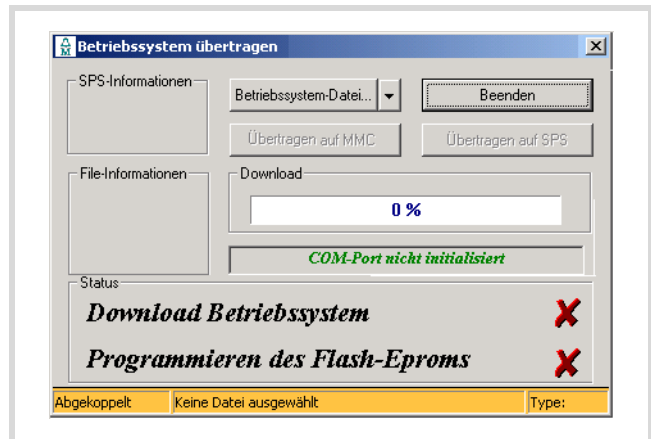 Betriebssystem übertragen
SPS-Informationen
Betriebssystem-Datei...
Beenden
Übertragen auf MMC
Übertragen auf SPS
File-Informationen
Download
0 %
COM-Port nicht initialisiert
Status
Download Betriebssystem
Programmieren des Flash-Eproms
Abgekoppelt
Keine Datei ausgewählt
Type: